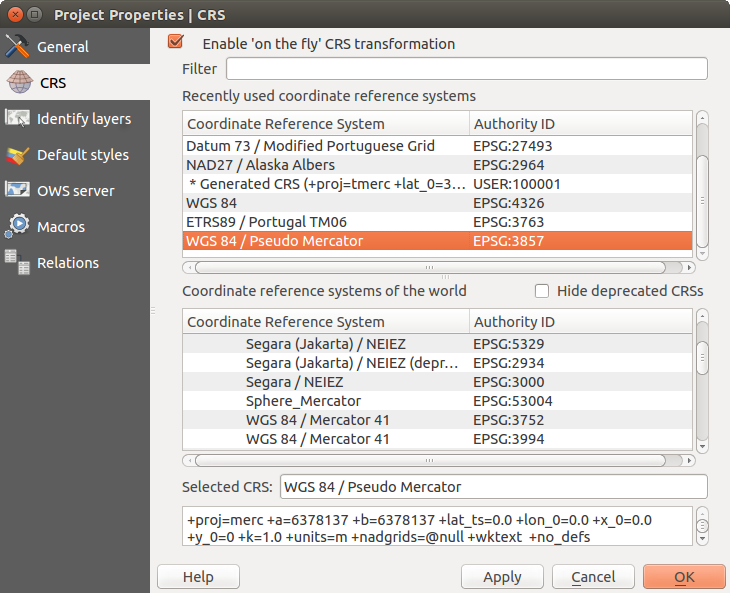 Project Properties | CRS
General
CRS
Identify layers
Default styles
OWS server
Macros
Relations
Enable 'on the fly' CRS transformation
Filter
Recently used coordinate reference systems
Coordinate Reference System Authority ID
Datum 73 / Modified Portuguese Grid EPSG:27493
NAD27 / Alaska Albers EPSG:2964
* Generated CRS (+proj=tmerc +lat_0=3... USER:100001
WGS 84 EPSG:4326
ETRS89 / Portugal TM06 EPSG:3763
WGS 84 / Pseudo Mercator EPSG:3857
Coordinate reference systems of the world Hide deprecated CRSs
Coordinate Reference System Authority ID
Segara (Jakarta) / NEIEZ EPSG:5329
Segara (Jakarta) / NEIEZ (depr... EPSG:2934
Segara / NEIEZ EPSG:3000
Sphere_Mercator EPSG:53004
WGS 84 / Mercator 41 EPSG:3752
WGS 84 / Mercator 41 EPSG:3994
Selected CRS: WGS 84 / Pseudo Mercator
+proj=merc +a=6378137 +b=6378137 +lat_ts=0.0 +lon_0=0.0 +x_0=0.0
+y_0=0 +k=1.0 +units=m +nadgrids=@null +wktext +no_defs
Help Apply Cancel OK